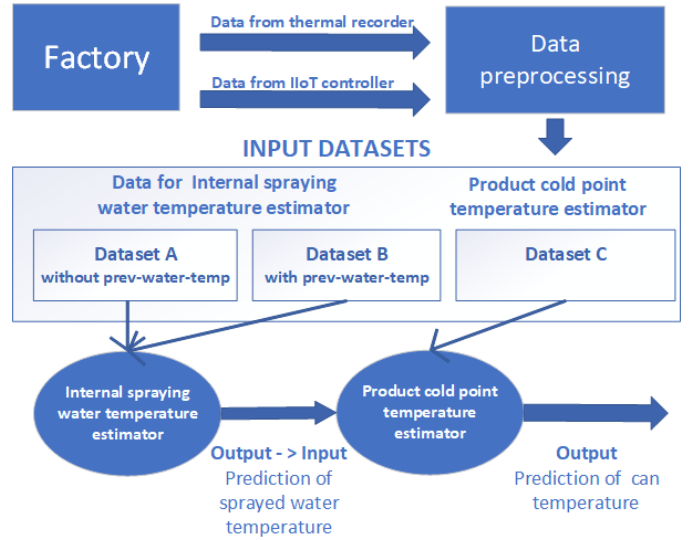 Factory
Data from thermal recorder
Data from IIoT controller
Data
preprocessing
INPUT DATASETS
Data for Internal spraying
water temperature estimator
Product cold point
temperature estimator
Dataset A
without prev-water-temp
Dataset B
with prev-water-temp
Dataset C
Internal spraying
water temperature
estimator
Product cold point
temperature
estimator
Output - > Input
Prediction of
sprayed water
temperature
Output
Prediction of can
temperature